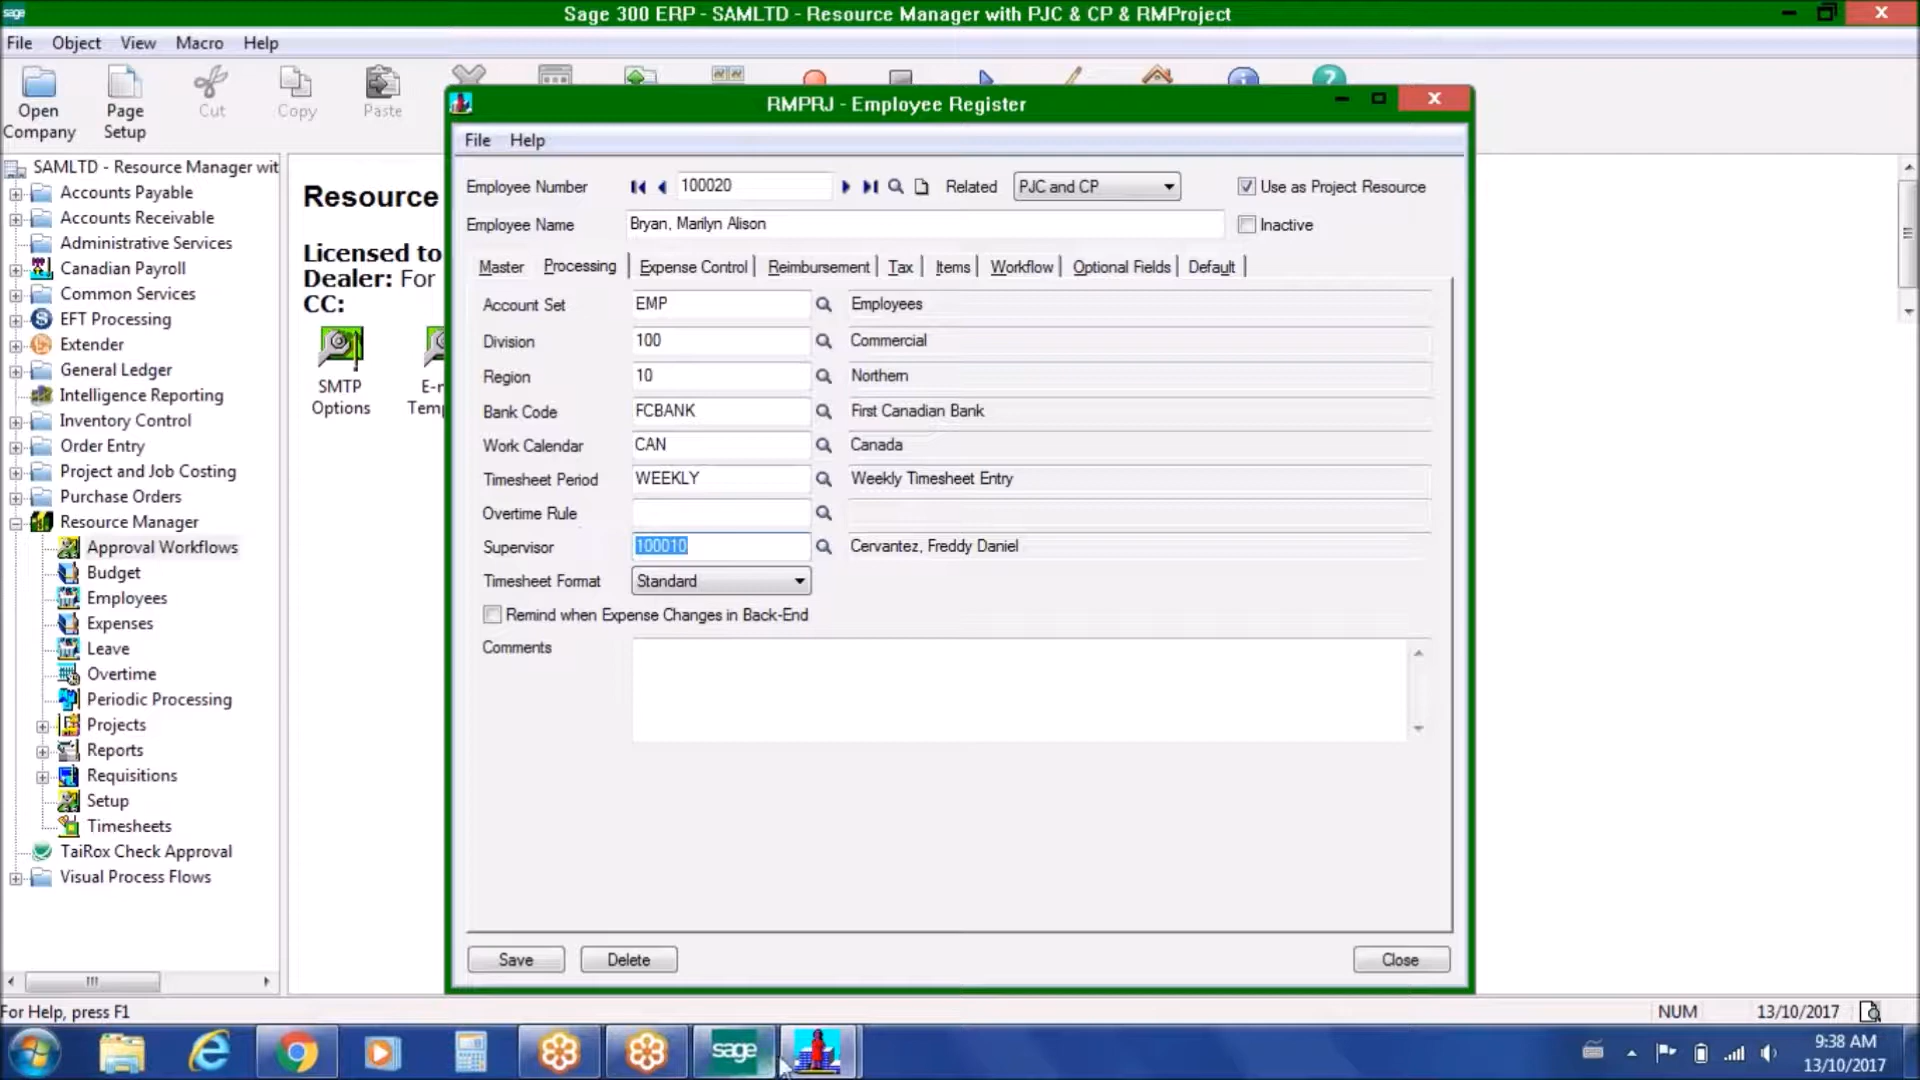 sage
Sage 300 ERP - SAMLTD - Resource Manager with PJC & CP & RMProject
File Object View Macro Help
Open Company
Page Setup
Cut
Copy
Paste
SAMLTD - Resource Manager wit
Accounts Payable
Accounts Receivable
Administrative Services
Canadian Payroll
Common Services
EFT Processing
Extender
General Ledger
Intelligence Reporting
Inventory Control
Order Entry
Project and Job Costing
Purchase Orders
Resource Manager
Approval Workflows
Budget
Employees
Expenses
Leave
Overtime
Periodic Processing
Projects
Reports
Requisitions
Setup
Timesheets
TaiRox Check Approval
Visual Process Flows
Resource
Licensed to
Dealer: For
CC:
SMTP Options
RMPRJ - Employee Register
File Help
Employee Number 100020 Related PJC and CP Use as Project Resource
Employee Name Bryan, Marilyn Alison Inactive
Master Processing Expense Control Reimbursement Tax Items Workflow Optional Fields Default
Account Set EMP Employees
Division 100 Commercial
Region 10 Northern
Bank Code FCBANK First Canadian Bank
Work Calendar CAN Canada
Timesheet Period WEEKLY Weekly Timesheet Entry
Overtime Rule
Supervisor 100010 Cervantez, Freddy Daniel
Timesheet Format Standard
Remind when Expense Changes in Back-End
Comments
Save Delete Close
For Help, press F1 NUM 13/10/2017
sage
9:38 AM
13/10/2017